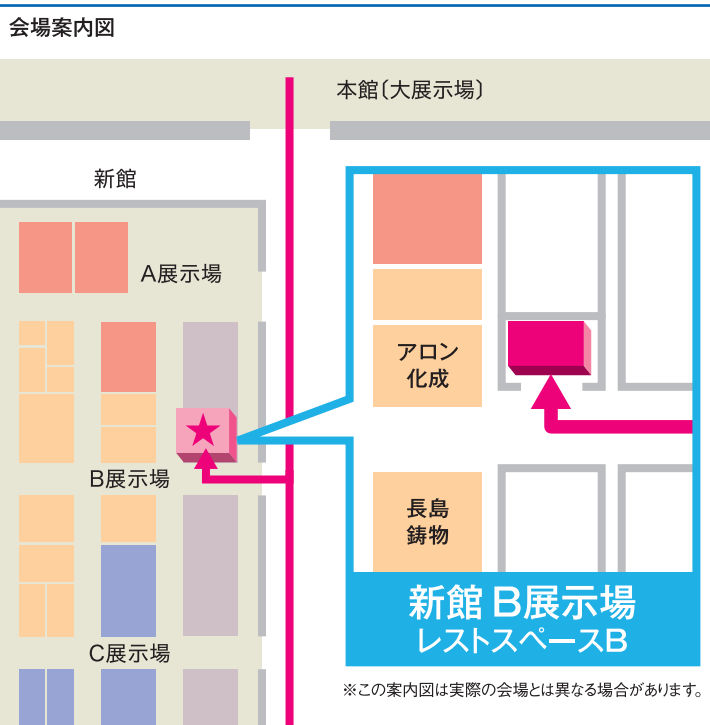 会場案内図
本館〔大展示場〕
新館
A展示場
B展示場
C展示場
アロン
化成
長島
鋳物
新館 B展示場
レストスペースB
※この案内図は実際の会場とは異なる場合があります。